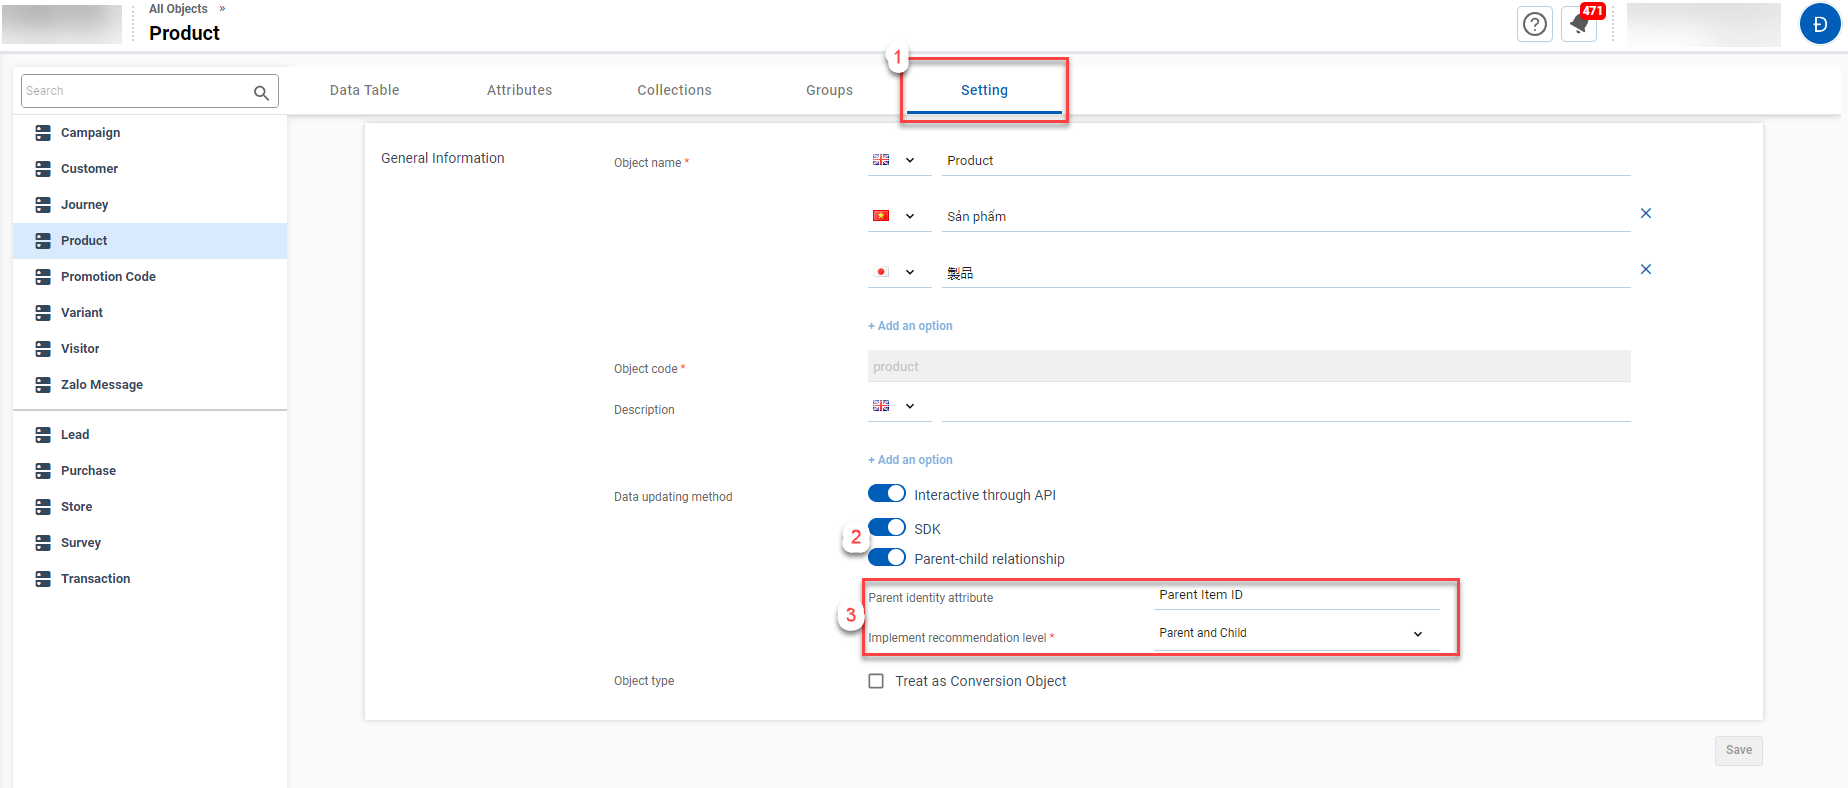 All Objects »
Product
471
Đ
1
Search
Data Table
Attributes
Collections
Groups
Setting
Campaign
Customer
Journey
Product
Promotion Code
Variant
Visitor
Zalo Message
Lead
Purchase
Store
Survey
Transaction
General Information
Object name *
Product
Sản phẩm
製品
+ Add an option
Object code *
product
Description
+ Add an option
Data updating method
Interactive through API
2
SDK
Parent-child relationship
3
Parent identity attribute
Parent Item ID
Implement recommendation level *
Parent and Child
Object type
Treat as Conversion Object
Save